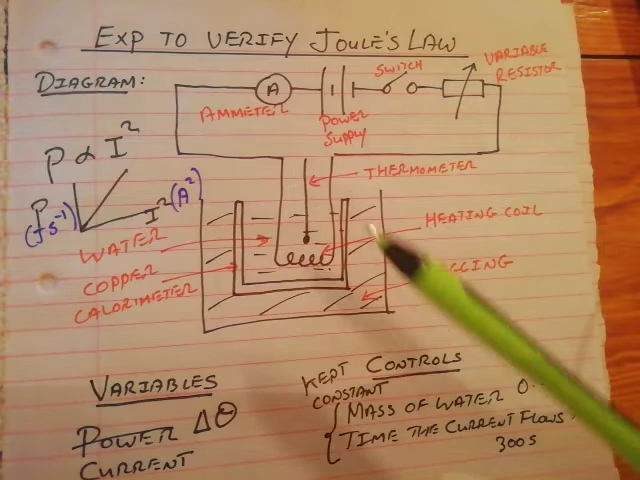 EXP TO VERIFY JOULE'S LAW
DIAGRAM:
SWITCH
VARIABLE
RESISTOR
A
AMMETER
POWER
SUPPLY
P ∝ I²
P
(JS⁻¹)
I² (A²)
THERMOMETER
WATER
HEATING COIL
COPPER
CALORIMETER
VARIABLES
POWER Δθ
CURRENT
KEPT CONTROLS
CONSTANT
MASS OF WATER
TIME THE CURRENT FLOWS
300s